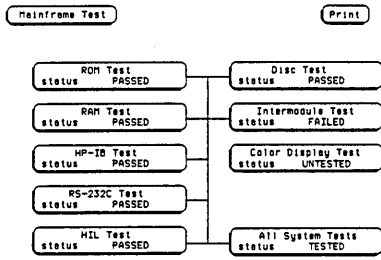 Mainframe Test
Print
ROM Test
status PASSED
Disc Test
status PASSED
RAM Test
status PASSED
Intermodule Test
status FAILED
HP-IB Test
status PASSED
Color Display Test
status UNTESTED
RS-232C Test
status PASSED
HIL Test
status PASSED
All System Tests
status TESTED